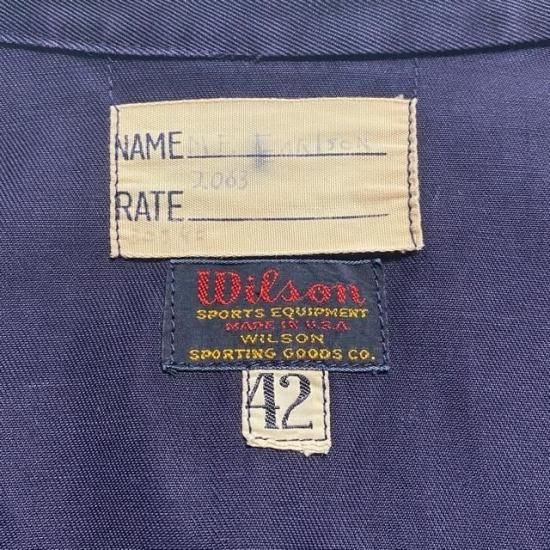 NAME
2063
RATE
Wilson
SPORTS EQUIPMENT
MADE IN U.S.A.
WILSON
SPORTING GOODS CO.
42